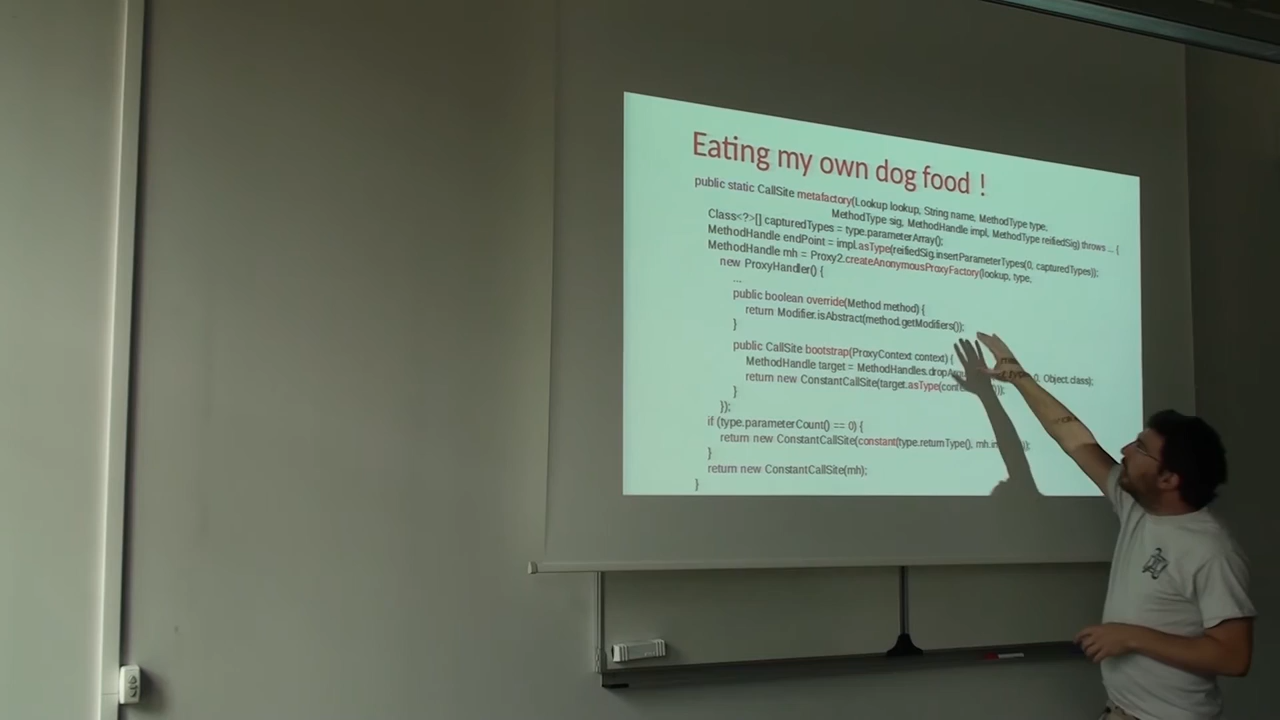 Eating my own dog food !
public static CallSite metafactory(Lookup lookup, String name, MethodType type,
MethodType sig, MethodHandle impl, MethodType reifiedSig) throws ... {
Class<?>[] capturedTypes = type.parameterArray();
MethodHandle endPoint = impl.asType(reifiedSig.insertParameterTypes(0, capturedTypes));
MethodHandle mh = Proxy2.createAnonymousProxyFactory(lookup, type,
new ProxyHandler() {
...
public boolean override(Method method) {
return Modifier.isAbstract(method.getModifiers());
}
public CallSite bootstrap(ProxyContext context) {
MethodHandle target = MethodHandles. 0, Object.class);
return new ConstantCallSite(target.asType(
}
});
if (type.parameterCount() == 0) {
return new ConstantCallSite(constant(type.returnType(),
}
return new ConstantCallSite(mh);
}